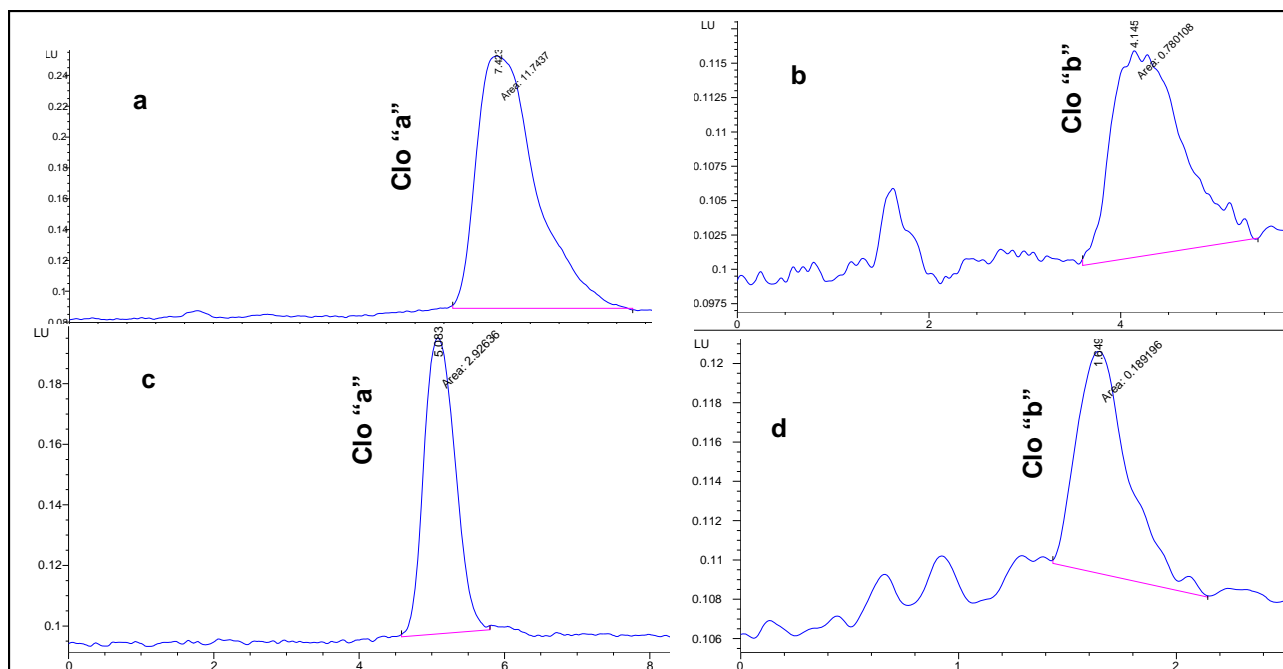 LU
a
Clo “a”
Area: 11.7437
0.24
0.22
0.2
0.18
0.16
0.14
0.12
0.1
LU
b
Clo “b”
4.145
Area: 0.780108
0.115
0.1125
0.11
0.1075
0.105
0.1025
0.1
0.0975
0 2 4
LU
c
Clo “a”
5.083
Area: 2.92636
0.18
0.16
0.14
0.12
0.1
0 2 4 6 8
LU
d
Clo “b”
1.649
Area: 0.189196
0.12
0.118
0.116
0.114
0.112
0.11
0.108
0.106
0 1 2